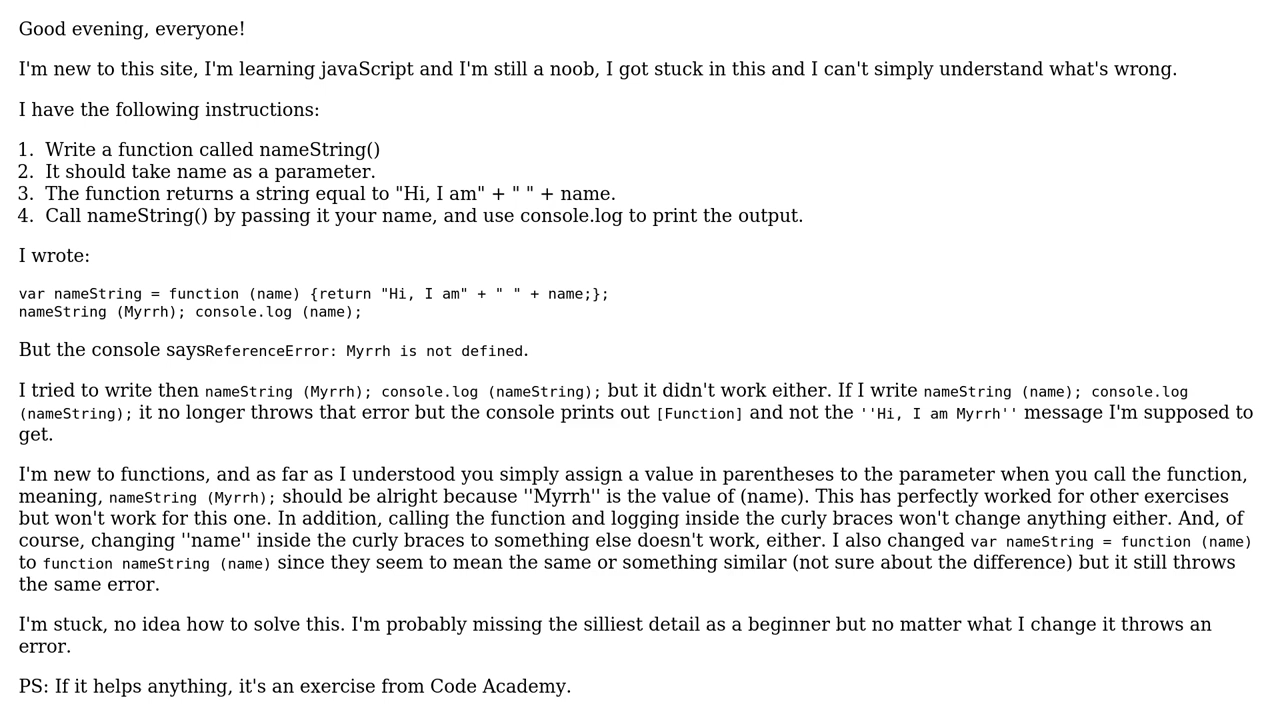 Good evening, everyone!
I'm new to this site, I'm learning javaScript and I'm still a noob, I got stuck in this and I can't simply understand what's wrong.
I have the following instructions:
1. Write a function called nameString()
2. It should take name as a parameter.
3. The function returns a string equal to "Hi, I am" + " " + name.
4. Call nameString() by passing it your name, and use console.log to print the output.
I wrote:
var nameString = function (name) {return "Hi, I am" + " " + name;};
nameString (Myrrh); console.log (name);
But the console saysReferenceError: Myrrh is not defined.
I tried to write then nameString (Myrrh); console.log (nameString); but it didn't work either. If I write nameString (name); console.log
(nameString); it no longer throws that error but the console prints out [Function] and not the ''Hi, I am Myrrh'' message I'm supposed to
get.
I'm new to functions, and as far as I understood you simply assign a value in parentheses to the parameter when you call the function,
meaning, nameString (Myrrh); should be alright because ''Myrrh'' is the value of (name). This has perfectly worked for other exercises
but won't work for this one. In addition, calling the function and logging inside the curly braces won't change anything either. And, of
course, changing ''name'' inside the curly braces to something else doesn't work, either. I also changed var nameString = function (name)
to function nameString (name) since they seem to mean the same or something similar (not sure about the difference) but it still throws
the same error.
I'm stuck, no idea how to solve this. I'm probably missing the silliest detail as a beginner but no matter what I change it throws an
error.
PS: If it helps anything, it's an exercise from Code Academy.